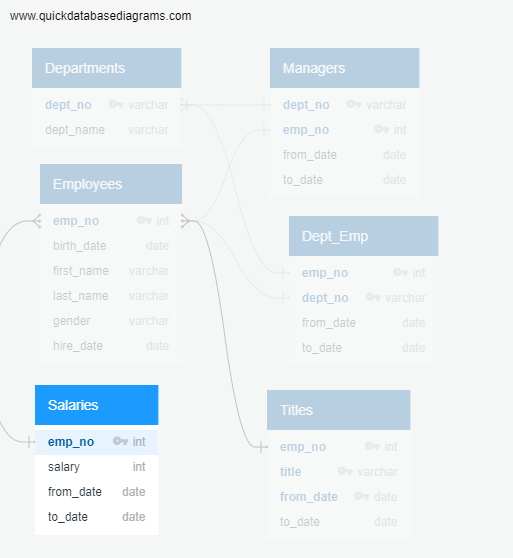 www.quickdatabasediagrams.com
Departments
dept_no varchar
dept_name varchar
Managers
dept_no varchar
emp_no int
from_date date
to_date date
Employees
emp_no int
birth_date date
first_name varchar
last_name varchar
gender varchar
hire_date date
Dept_Emp
emp_no int
dept_no varchar
from_date date
to_date date
Salaries
emp_no int
salary int
from_date date
to_date date
Titles
emp_no int
title varchar
from_date date
to_date date